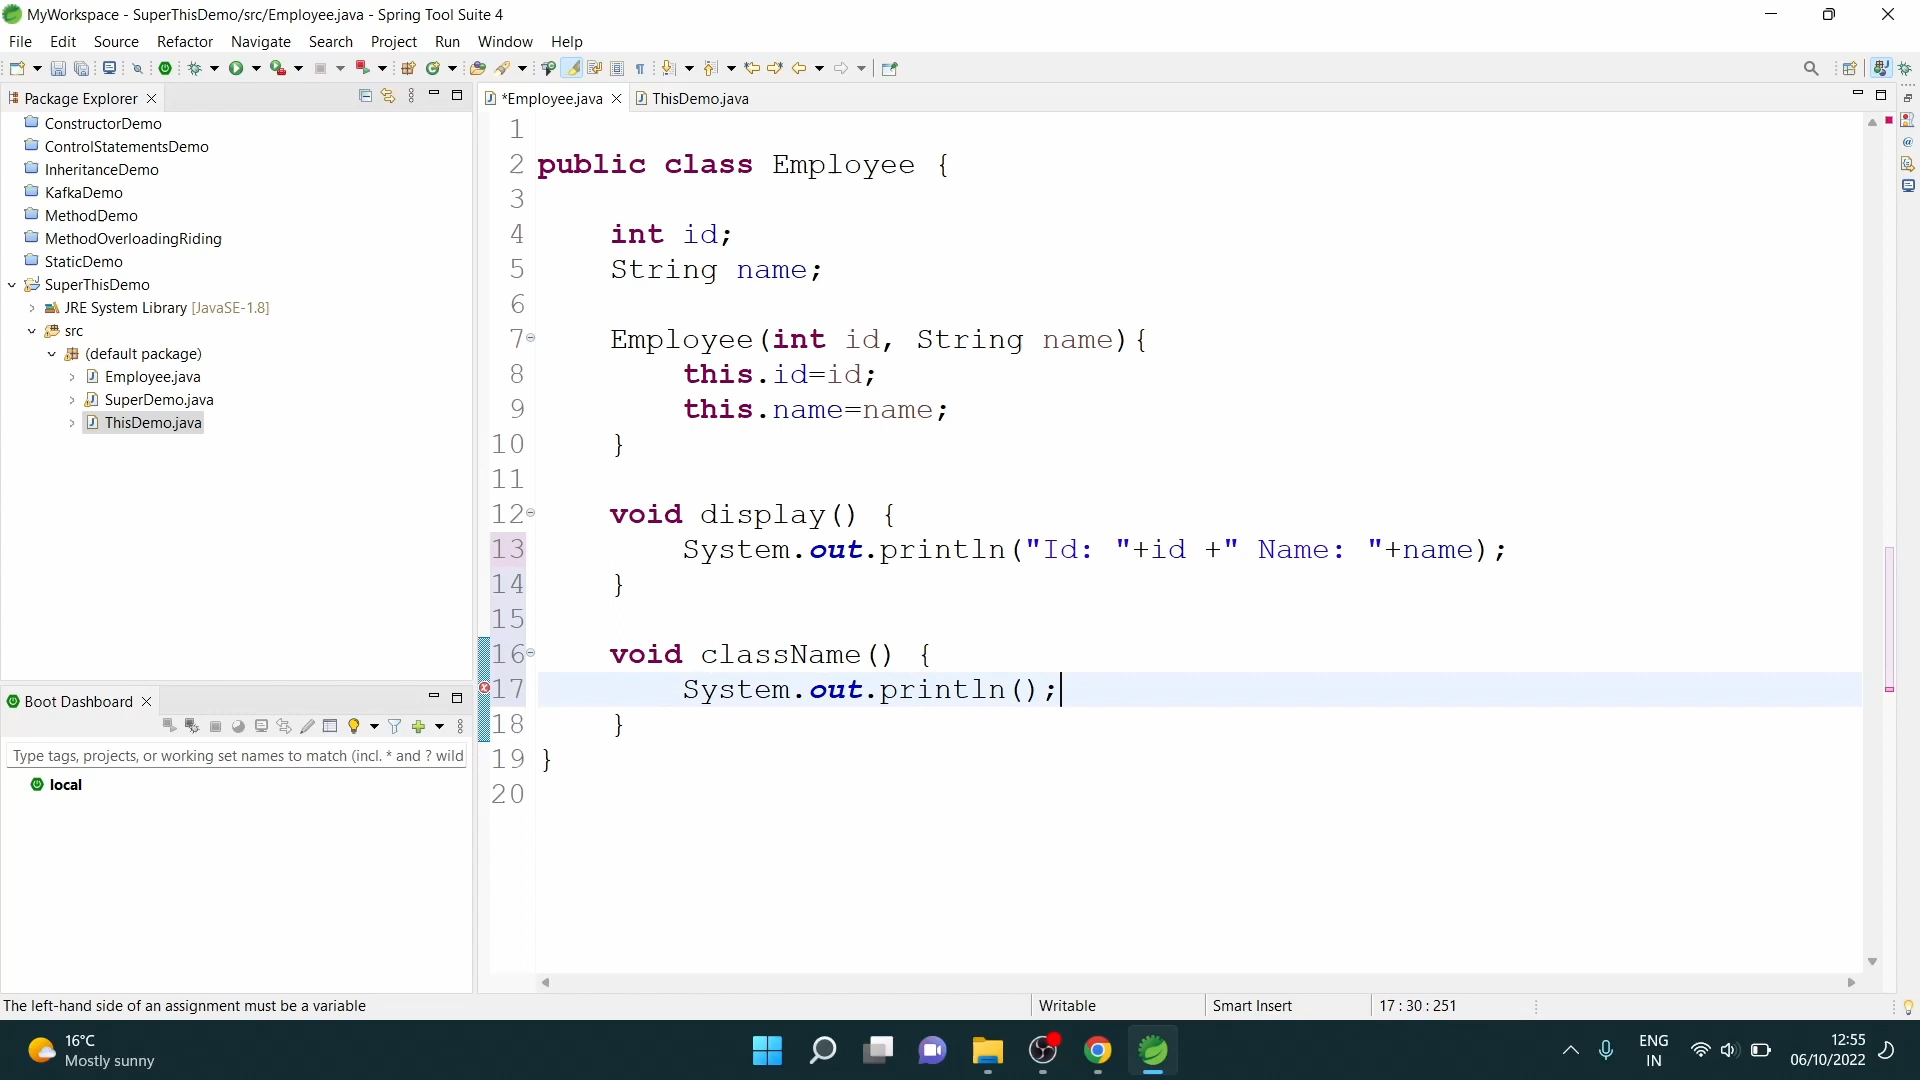 MyWorkspace - SuperThisDemo/src/Employee.java - Spring Tool Suite 4
File Edit Source Refactor Navigate Search Project Run Window Help
Package Explorer
ConstructorDemo
ControlStatementsDemo
InheritanceDemo
KafkaDemo
MethodDemo
MethodOverloadingRiding
StaticDemo
SuperThisDemo
JRE System Library [JavaSE-1.8]
src
(default package)
Employee.java
SuperDemo.java
ThisDemo.java
Boot Dashboard
Type tags, projects, or working set names to match (incl. * and ? wild
local
*Employee.java ThisDemo.java
1
2 public class Employee {
3
4 int id;
5 String name;
6
7 Employee(int id, String name){
8 this.id=id;
9 this.name=name;
10 }
11
12 void display() {
13 System.out.println("Id: "+id +" Name: "+name);
14 }
15
16 void className() {
17 System.out.println();
18 }
19 }
20
The left-hand side of an assignment must be a variable
Writable Smart Insert 17 : 30 : 251
16°C
Mostly sunny
ENG
IN
12:55
06/10/2022